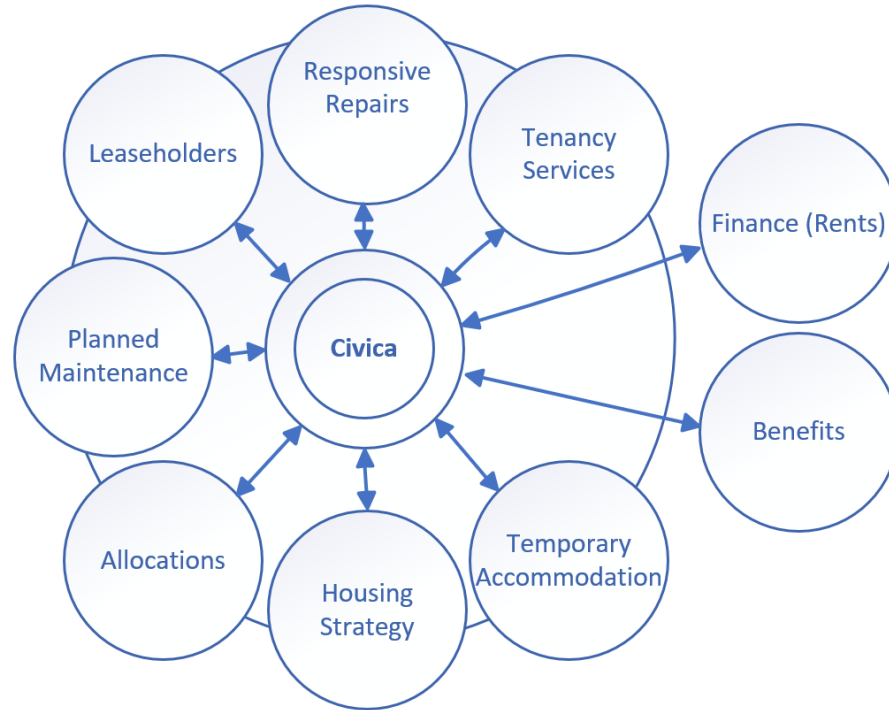 Responsive
Repairs
Leaseholders
Tenancy
Services
Finance (Rents)
Planned
Maintenance
Civica
Benefits
Allocations
Housing
Strategy
Temporary
Accommodation